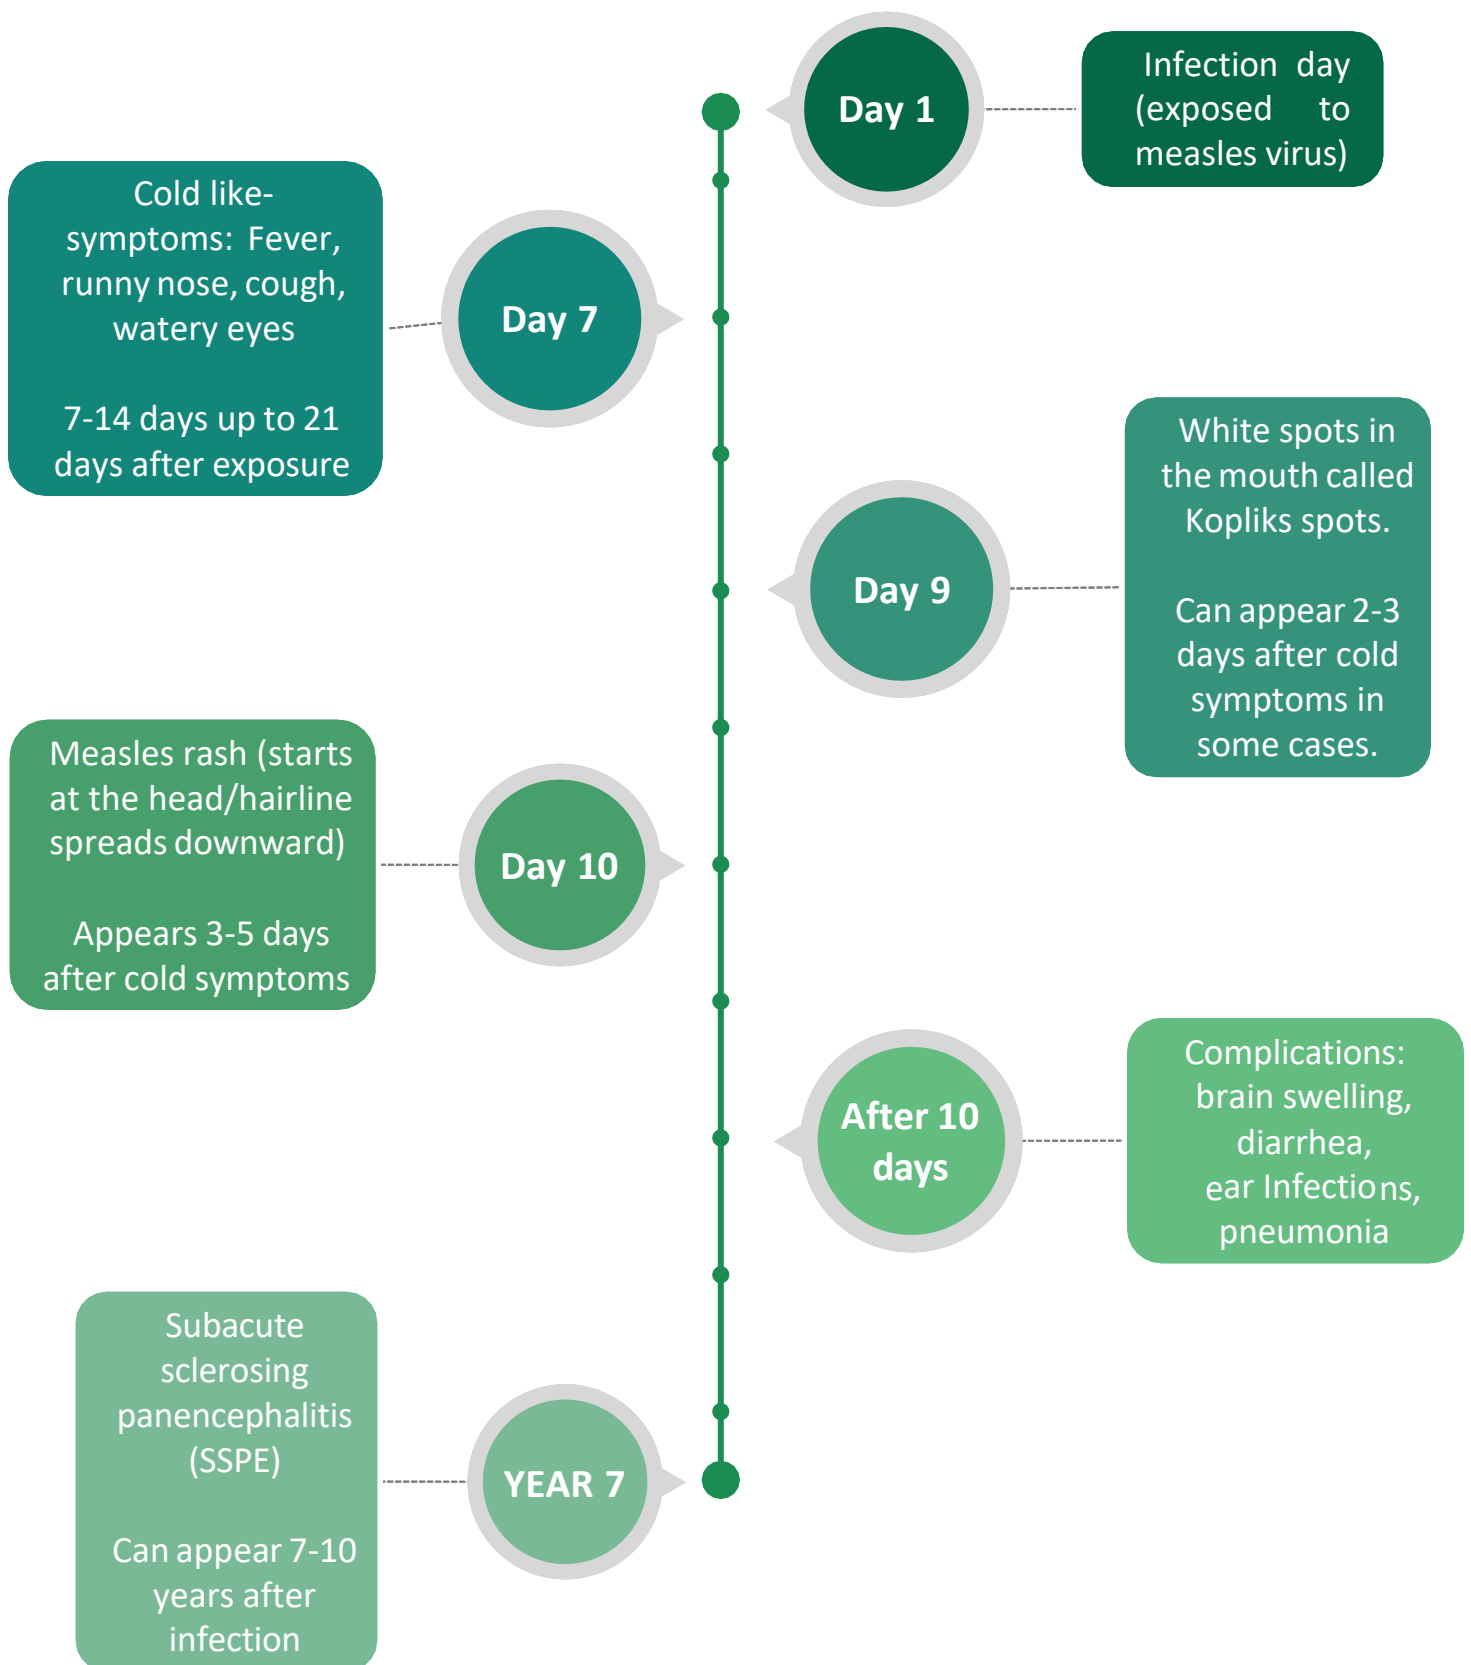 Day 1
Infection day
(exposed to
measles virus)
Cold like-
symptoms: Fever,
runny nose, cough,
watery eyes
7-14 days up to 21
days after exposure
Day 7
Day 9
White spots in
the mouth called
Kopliks spots.
Can appear 2-3
days after cold
symptoms in
some cases.
Measles rash (starts
at the head/hairline
spreads downward)
Appears 3-5 days
after cold symptoms
Day 10
After 10
days
Complications:
brain swelling,
diarrhea,
ear Infections,
pneumonia
Subacute
sclerosing
panencephalitis
(SSPE)
Can appear 7-10
years after
infection
YEAR 7